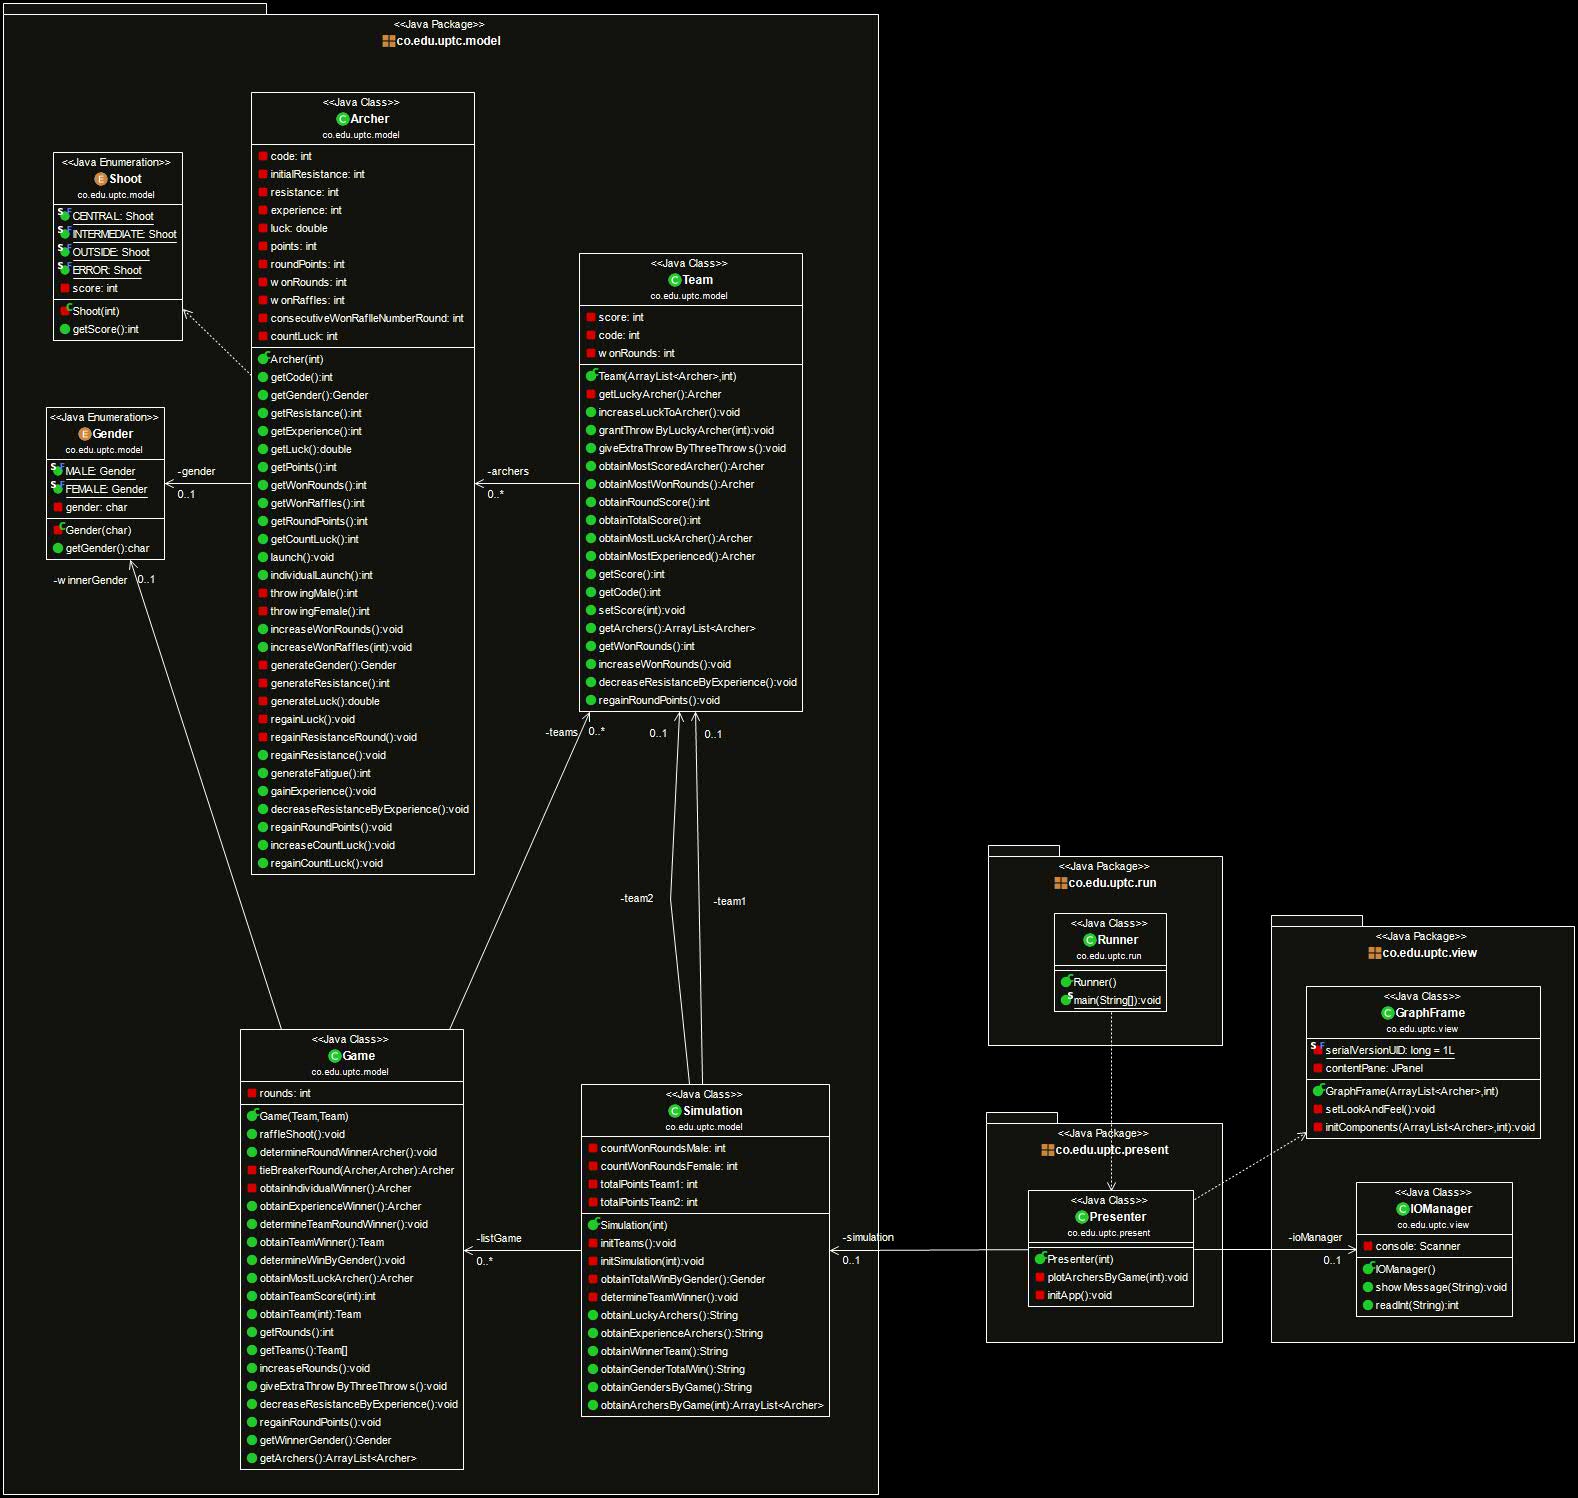 <<Java Package>>
co.edu.uptc.model
<<Java Class>>
Archer
co.edu.uptc.model
code: int
initialResistance: int
resistance: int
experience: int
luck: double
points: int
roundPoints: int
wonRounds: int
wonRaffles: int
consecutiveWonRaflleNumberRound: int
countLuck: int
Archer(int)
getCode():int
getGender():Gender
getResistance():int
getExperience():int
getLuck():double
getPoints():int
getWonRounds():int
getWonRaffles():int
getRoundPoints():int
getCountLuck():int
launch():void
individualLaunch():int
throwingMale():int
throwingFemale():int
increaseWonRounds():void
increaseWonRaffles(int):void
generateGender():Gender
generateResistance():int
generateLuck():double
regainLuck():void
regainResistanceRound():void
regainResistance():void
generateFatigue():int
gainExperience():void
decreaseResistanceByExperience():void
regainRoundPoints():void
increaseCountLuck():void
regainCountLuck():void
<<Java Enumeration>>
Shoot
co.edu.uptc.model
CENTRAL: Shoot
INTERMEDIATE: Shoot
OUTSIDE: Shoot
ERROR: Shoot
score: int
Shoot(int)
getScore():int
<<Java Enumeration>>
Gender
co.edu.uptc.model
MALE: Gender
FEMALE: Gender
gender: char
Gender(char)
getGender():char
-gender
0..1
-winnerGender
0..1
<<Java Class>>
Team
co.edu.uptc.model
score: int
code: int
wonRounds: int
Team(ArrayList<Archer>,int)
getLuckyArcher():Archer
increaseLuckToArcher():void
grantThrowByLuckyArcher(int):void
giveExtraThrowByThreeThrows():void
obtainMostScoredArcher():Archer
obtainMostWonRounds():Archer
obtainRoundScore():int
obtainTotalScore():int
obtainMostLuckArcher():Archer
obtainMostExperienced():Archer
getScore():int
getCode():int
setScore(int):void
getArchers():ArrayList<Archer>
getWonRounds():int
increaseWonRounds():void
decreaseResistanceByExperience():void
regainRoundPoints():void
-archers
0..*
-teams
0..*
0..1
0..1
-team2
-team1
<<Java Class>>
Game
co.edu.uptc.model
rounds: int
Game(Team,Team)
raffleShoot():void
determineRoundWinnerArcher():void
tieBreakerRound(Archer,Archer):Archer
obtainIndividualWinner():Archer
obtainExperienceWinner():Archer
determineTeamRoundWinner():void
obtainTeamWinner():Team
determineWinByGender():void
obtainMostLuckArcher():Archer
obtainTeamScore(int):int
obtainTeam(int):Team
getRounds():int
getTeams():Team[]
increaseRounds():void
giveExtraThrowByThreeThrows():void
decreaseResistanceByExperience():void
regainRoundPoints():void
getWinnerGender():Gender
getArchers():ArrayList<Archer>
-listGame
0..*
<<Java Class>>
Simulation
co.edu.uptc.model
countWonRoundsMale: int
countWonRoundsFemale: int
totalPointsTeam1: int
totalPointsTeam2: int
Simulation(int)
initTeams():void
initSimulation(int):void
obtainTotalWinByGender():Gender
determineTeamWinner():void
obtainLuckyArchers():String
obtainExperienceArchers():String
obtainWinnerTeam():String
obtainGenderTotalWin():String
obtainGendersByGame():String
obtainArchersByGame(int):ArrayList<Archer>
-simulation
0..1
<<Java Package>>
co.edu.uptc.run
<<Java Class>>
Runner
co.edu.uptc.run
Runner()
main(String[]):void
<<Java Package>>
co.edu.uptc.present
<<Java Class>>
Presenter
co.edu.uptc.present
Presenter(int)
plotArchersByGame(int):void
initApp():void
<<Java Package>>
co.edu.uptc.view
<<Java Class>>
GraphFrame
co.edu.uptc.view
serialVersionUID: long = 1L
contentPane: JPanel
GraphFrame(ArrayList<Archer>,int)
setLookAndFeel():void
initComponents(ArrayList<Archer>,int):void
-ioManager
0..1
<<Java Class>>
IOManager
co.edu.uptc.view
console: Scanner
IOManager()
showMessage(String):void
readInt(String):int